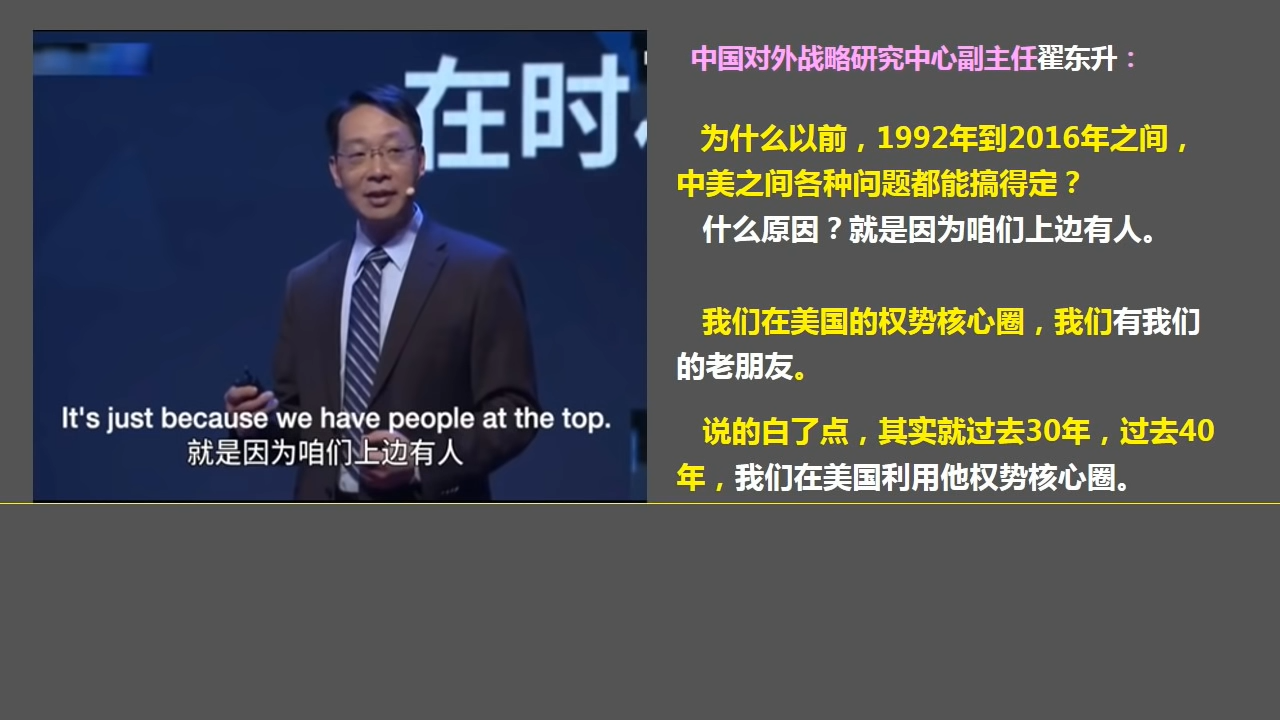 在时
It's just because we have people at the top.
就是因为咱们上边有人
中国对外战略研究中心副主任翟东升：
为什么以前，1992年到2016年之间，
中美之间各种问题都能搞得定？
什么原因？就是因为咱们上边有人。
我们在美国的权势核心圈，我们有我们
的老朋友。
说的白了点，其实就过去30年，过去40
年，我们在美国利用他权势核心圈。